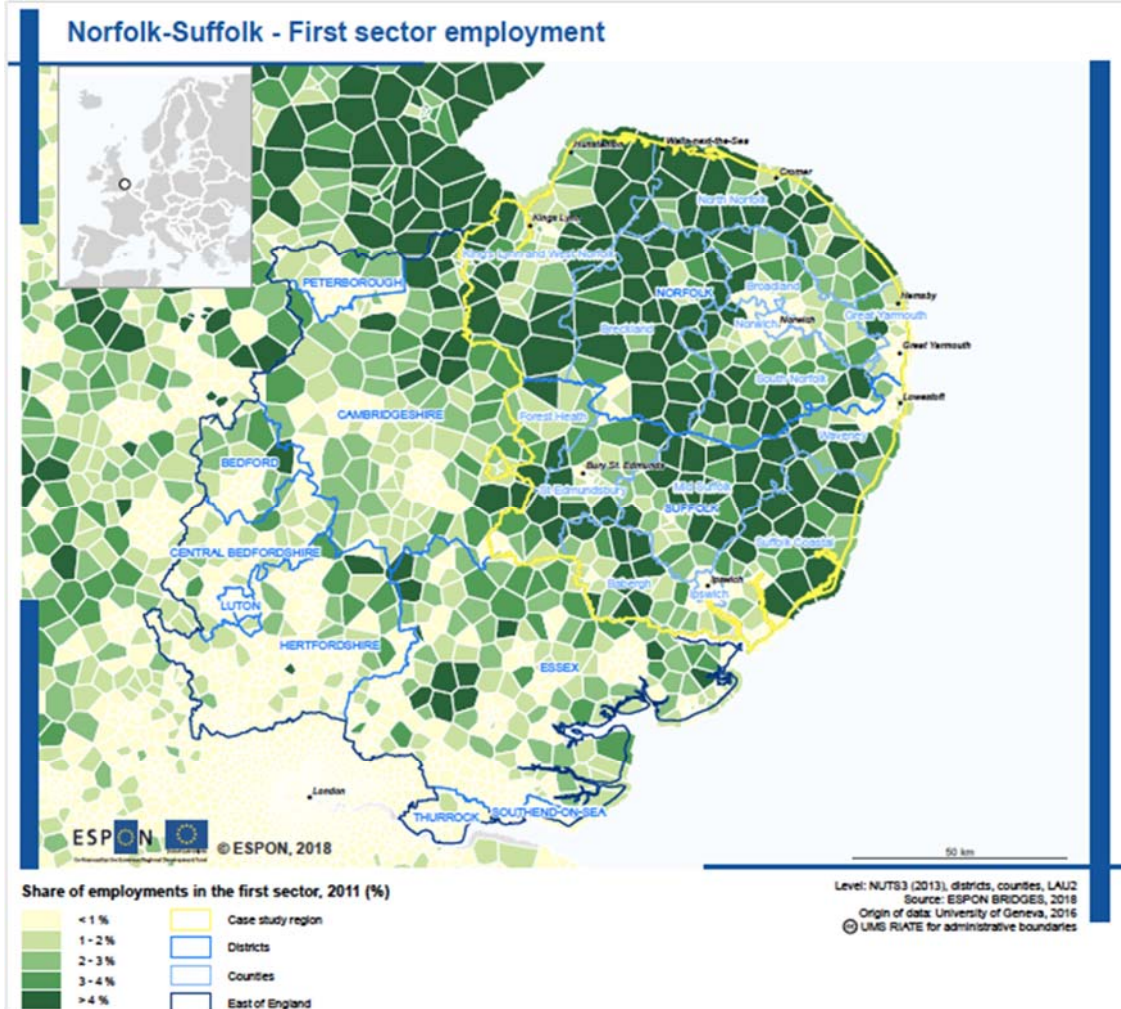 Norfolk-Suffolk - First sector employment
Hunstanton
Wells-next-the-Sea
Cromer
North Norfolk
Kings Lynn
King's Lynn and West Norfolk
PETERBOROUGH
NORFOLK
Broadland
Hemsby
Great Yarmouth
Norwich
Norwich
Breckland
Great Yarmouth
South Norfolk
Lowestoft
Forest Heath
CAMBRIDGESHIRE
Waveney
BEDFORD
Bury St. Edmunds
St Edmundsbury
Mid Suffolk
SUFFOLK
Suffolk Coastal
CENTRAL BEDFORDSHIRE
Babergh
Ipswich
Ipswich
LUTON
HERTFORDSHIRE
ESSEX
London
THURROCK
SOUTHEND-ON-SEA
ESPON
© ESPON, 2018
50 km
Share of employments in the first sector, 2011 (%)
< 1 %
1 - 2 %
2 - 3 %
3 - 4 %
> 4 %
Case study region
Districts
Counties
East of England
Level: NUTS3 (2013), districts, counties, LAU2
Source: ESPON BRIDGES, 2018
Origin of data: University of Geneva, 2016
UMS RIATE for administrative boundaries